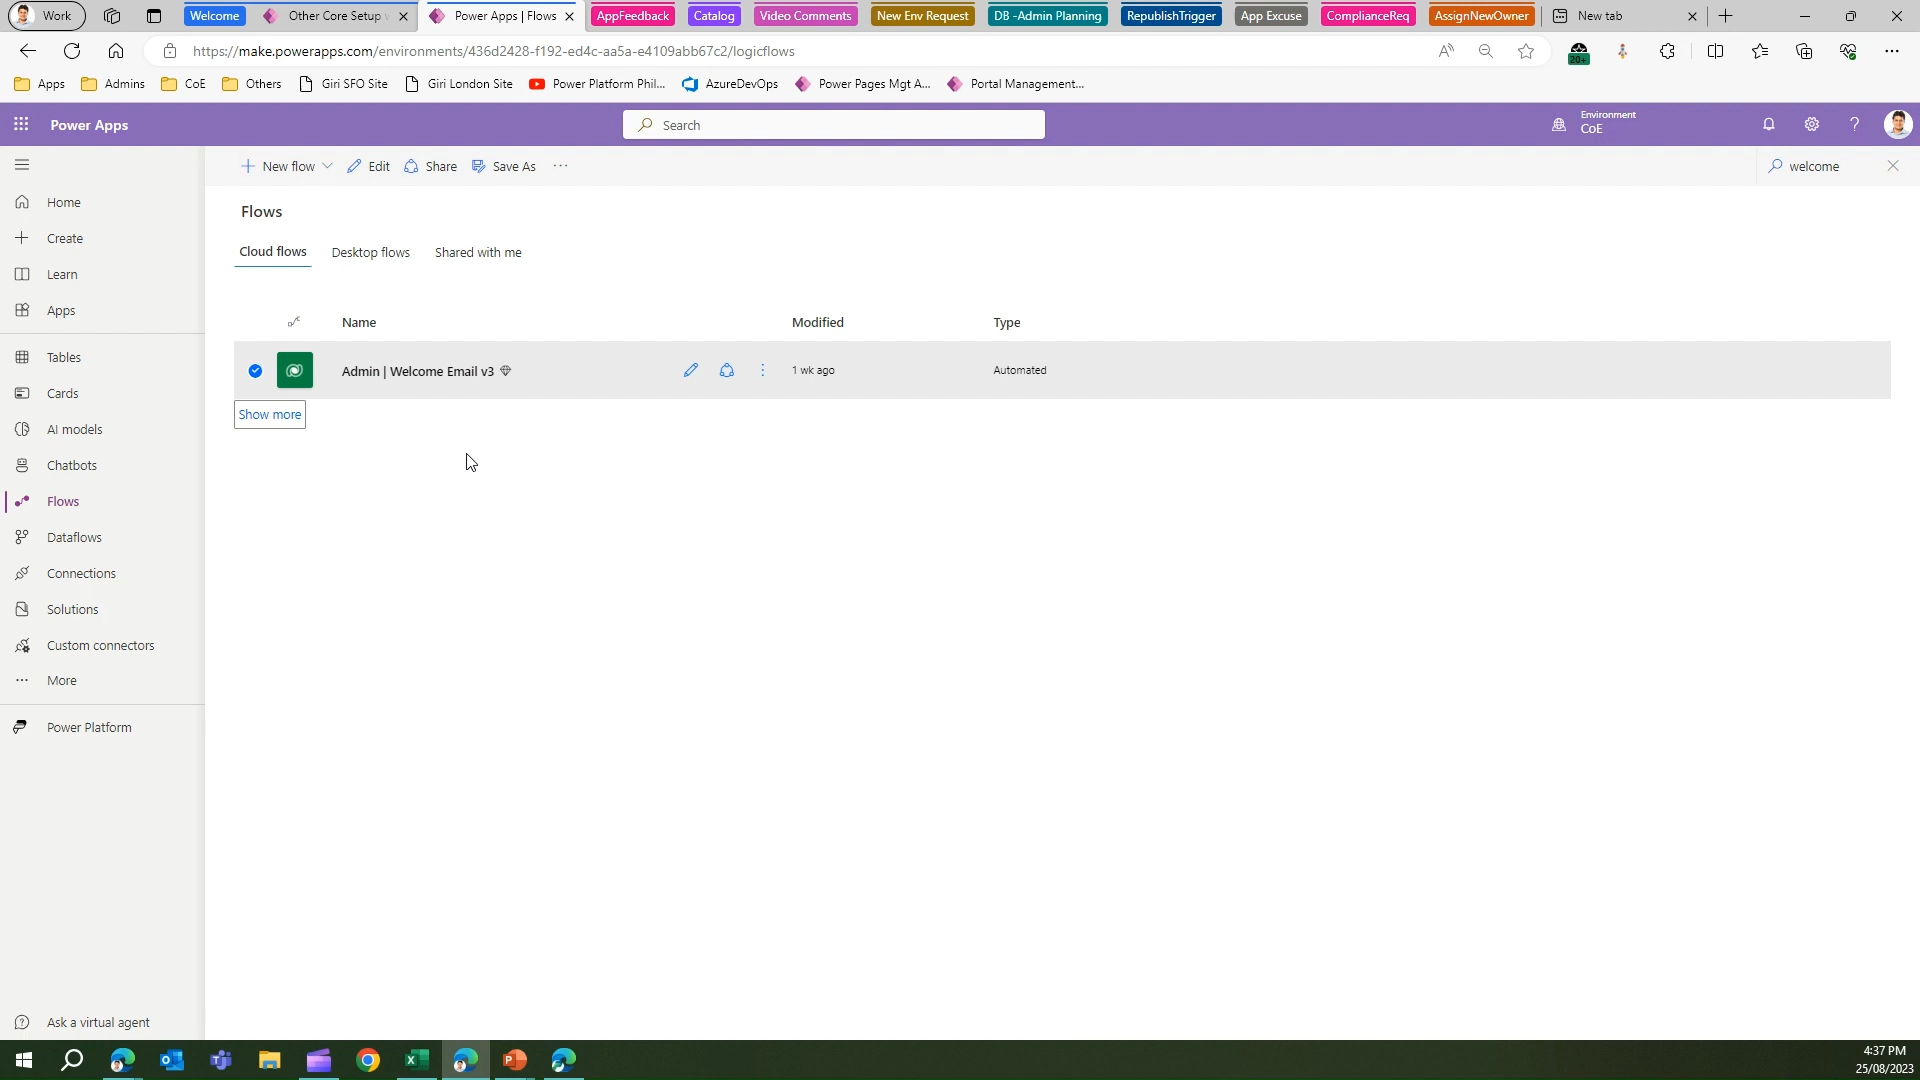 Work
Welcome
Other Core Setup
Power Apps | Flows
AppFeedback
Catalog
Video Comments
New Env Request
DB -Admin Planning
RepublishTrigger
App Excuse
ComplianceReq
AssignNewOwner
New tab
https://make.powerapps.com/environments/436d2428-f192-ed4c-aa5a-e4109abb67c2/logicflows
20+
Apps
Admins
CoE
Others
Giri SFO Site
Giri London Site
Power Platform Phil...
AzureDevOps
Power Pages Mgt A...
Portal Management...
Power Apps
Search
Environment
CoE
New flow
Edit
Share
Save As
welcome
Home
Create
Learn
Apps
Tables
Cards
AI models
Chatbots
Flows
Dataflows
Connections
Solutions
Custom connectors
More
Power Platform
Ask a virtual agent
Flows
Cloud flows
Desktop flows
Shared with me
Name
Modified
Type
Admin | Welcome Email v3
1 wk ago
Automated
Show more
4:37 PM
25/08/2023